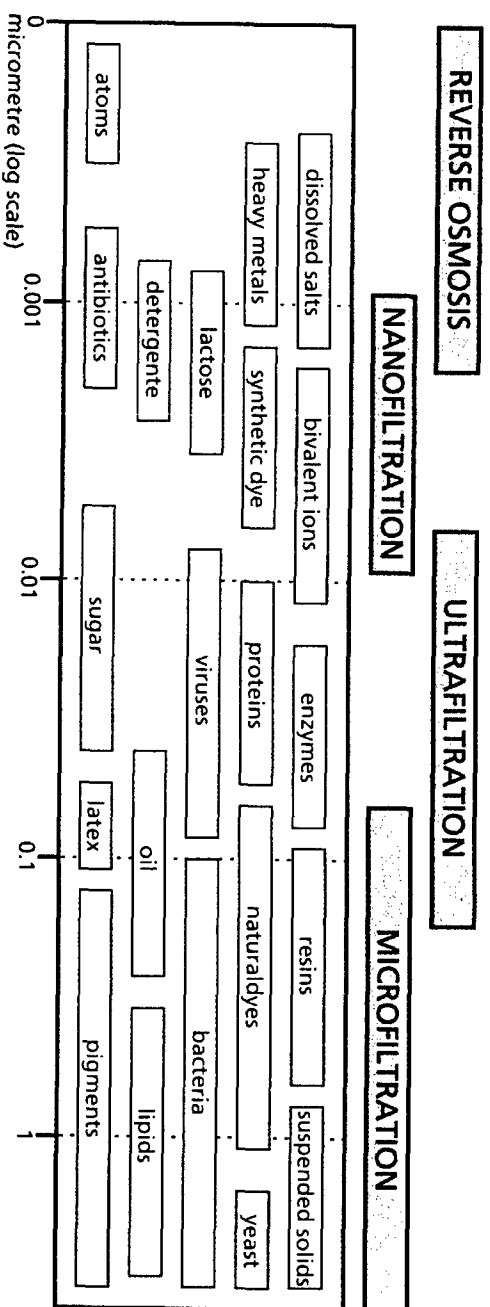 REVERSE OSMOSIS
ULTRAFILTRATION
NANOFILTRATION
MICROFILTRATION
dissolved salts
bivalent ions
enzymes
resins
suspended solids
heavy metals
synthetic dye
proteins
naturaldyes
yeast
lactose
viruses
bacteria
detergente
oil
lipids
atoms
antibiotics
sugar
latex
pigments
0
0.001
0.01
0.1
1
micrometre (log scale)